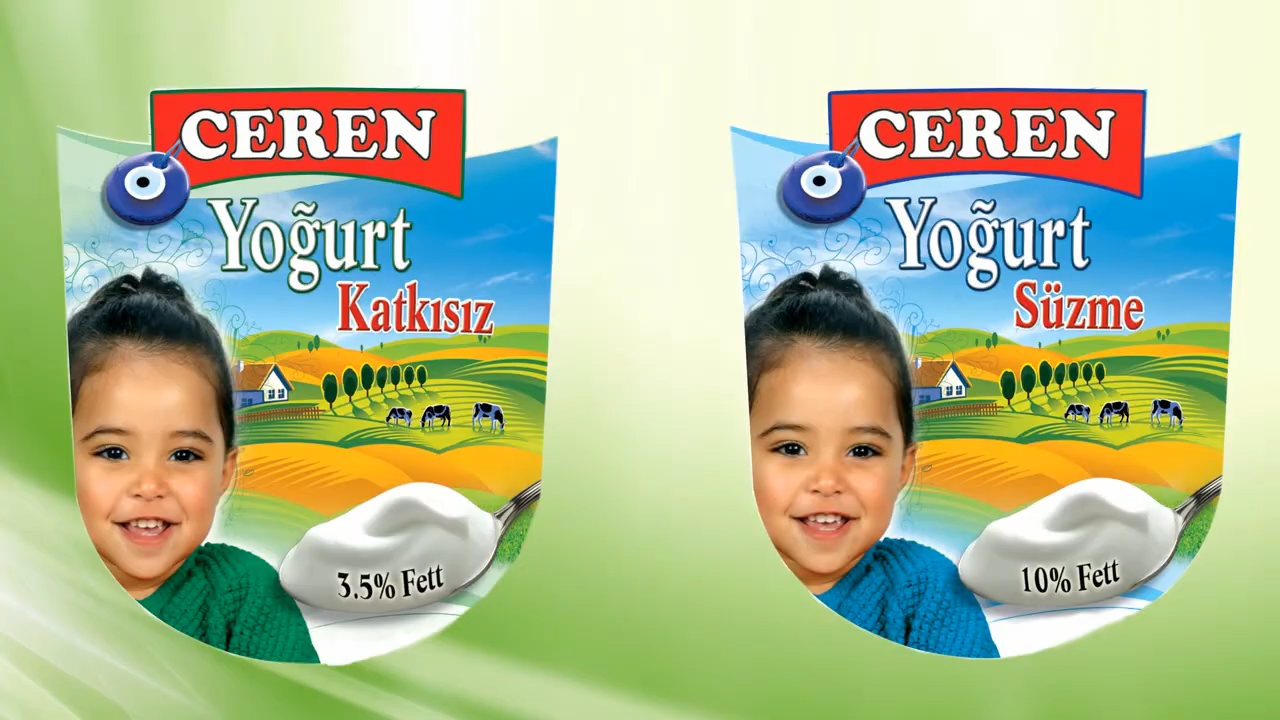 CEREN
Yoğurt
Katkısız
3.5% Fett
CEREN
Yoğurt
Süzme
10% Fett